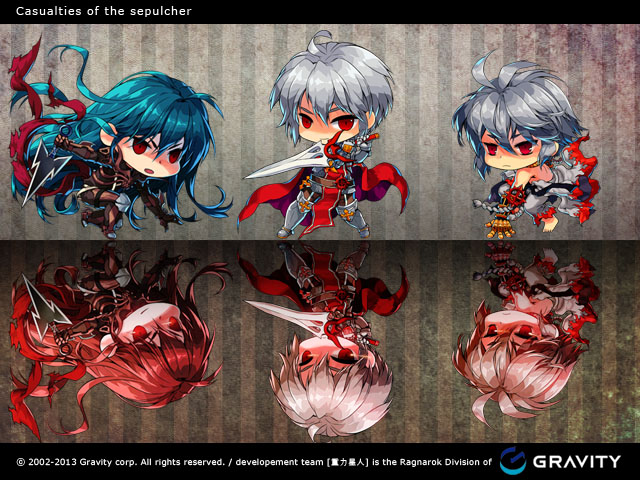 Casualties of the sepulcher
© 2002-2013 Gravity corp. All rights reserved. / developement team [重力星人] is the Ragnarok Division of GRAVITY